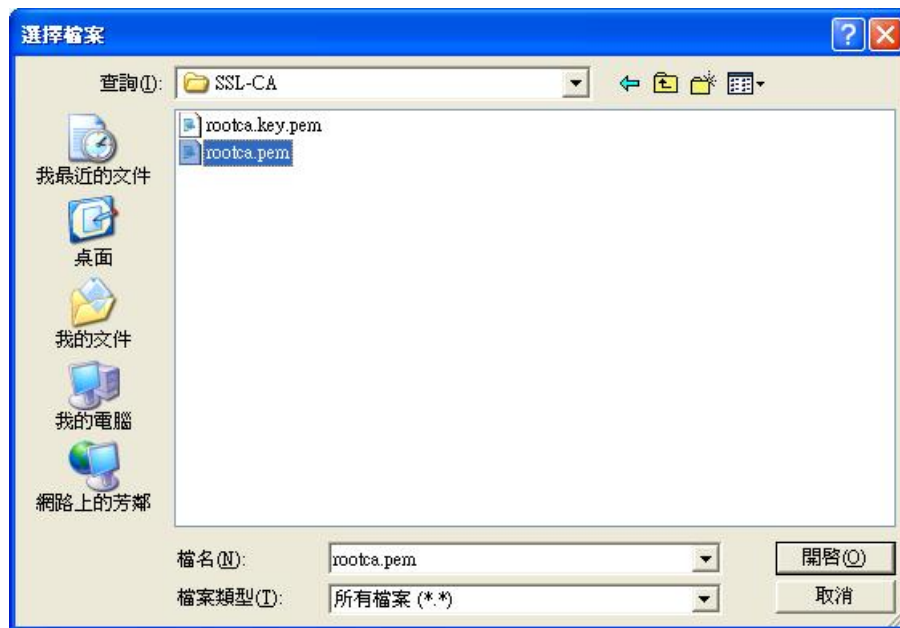 選擇檔案
查詢(I):
SSL-CA
rootca.key.pem
rootca.pem
我最近的文件
桌面
我的文件
我的電腦
網路上的芳鄰
檔名(N):
rootca.pem
開啓(O)
檔案類型(T):
所有檔案 (*.*)
取消